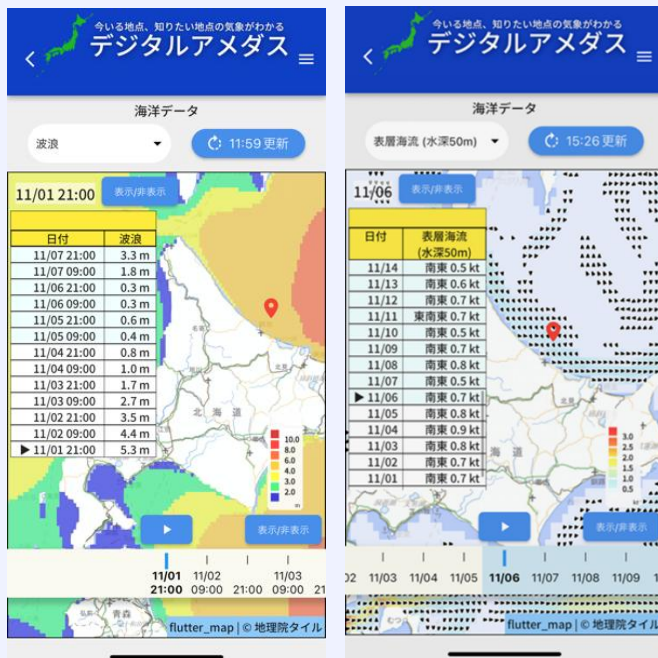 今いる地点、知りたい地点の気象がわかる
デジタルアメダス
海洋データ
波浪
11:59 更新
11/01 21:00
表示/非表示
日付 波浪
11/07 21:00 3.3 m
11/07 09:00 1.8 m
11/06 21:00 0.3 m
11/06 09:00 0.3 m
11/05 21:00 0.6 m
11/05 09:00 0.4 m
11/04 21:00 0.8 m
11/04 09:00 1.0 m
11/03 21:00 1.7 m
11/03 09:00 2.7 m
11/02 21:00 3.5 m
11/02 09:00 4.4 m
▶ 11/01 21:00 5.3 m
北海道
10.0
8.0
6.0
4.0
3.0
2.0
m
表示/非表示
11/01 11/02 11/03
21:00 09:00 21:00 09:00 21
青森
flutter_map | © 地理院タイル
今いる地点、知りたい地点の気象がわかる
デジタルアメダス
海洋データ
表層海流 (水深50m)
15:26 更新
11/06
表示/非表示
日付 表層海流
(水深50m)
11/14 南東 0.5 kt
11/13 南東 0.6 kt
11/12 南東 0.7 kt
11/11 東南東 0.7 kt
11/10 南東 0.5 kt
11/09 南東 0.7 kt
11/08 南東 0.8 kt
11/07 南東 0.5 kt
▶ 11/06 南東 0.7 kt
11/05 南東 0.8 kt
11/04 南東 0.9 kt
11/03 南東 0.8 kt
11/02 南東 0.7 kt
11/01 南東 0.7 kt
海道
3.0
2.5
2.0
1.5
1.0
0.5
表示/非表示
02 11/03 11/04 11/05 11/06 11/07 11/08 11/09 1
むつ
flutter_map | © 地理院タイル